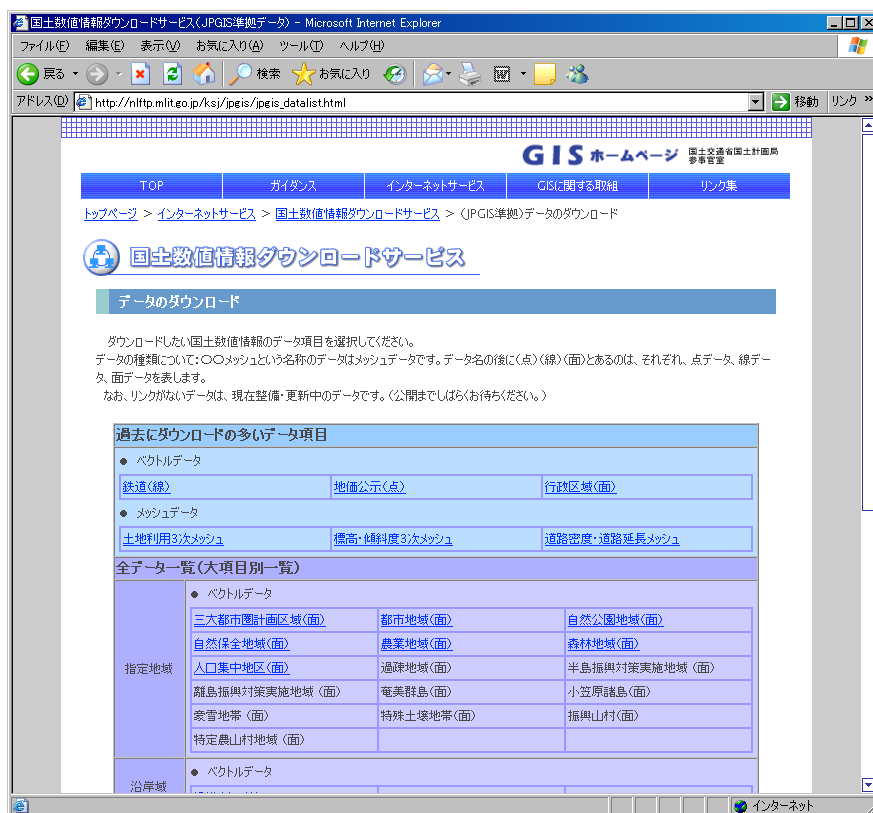 国土数値情報ダウンロードサービス(JPGIS準拠データ) - Microsoft Internet Explorer
ファイル(F) 編集(E) 表示(V) お気に入り(A) ツール(T) ヘルプ(H)
戻る 検索 お気に入り
アドレス(D) http://nlftp.mlit.go.jp/ksj/jpgis/jpgis_datalist.html 移動 リンク »
GISホームページ 国土交通省国土計画局
参事官室
TOP ガイダンス インターネットサービス GISに関する取組 リンク集
トップページ > インターネットサービス > 国土数値情報ダウンロードサービス > (JPGIS準拠)データのダウンロード
国土数値情報ダウンロードサービス
データのダウンロード
ダウンロードしたい国土数値情報のデータ項目を選択してください。
データの種類について:〇〇メッシュという名称のデータはメッシュデータです。データ名の後に(点)(線)(面)とあるのは、それぞれ、点データ、線デー
タ、面データを表します。
なお、リンクがないデータは、現在整備・更新中のデータです。(公開までしばらくお待ちください。)
過去にダウンロードの多いデータ項目
● ベクトルデータ
鉄道(線) 地価公示(点) 行政区域(面)
● メッシュデータ
土地利用3次メッシュ 標高・傾斜度3次メッシュ 道路密度・道路延長メッシュ
全データ一覧(大項目別一覧)
指定地域
● ベクトルデータ
三大都市圏計画区域(面) 都市地域(面) 自然公園地域(面)
自然保全地域(面) 農業地域(面) 森林地域(面)
人口集中地区(面) 過疎地域(面) 半島振興対策実施地域 (面)
離島振興対策実施地域 (面) 奄美群島(面) 小笠原諸島(面)
豪雪地帯 (面) 特殊土壌地帯(面) 振興山村(面)
特定農山村地域 (面)
沿岸域
● ベクトルデータ
インターネット